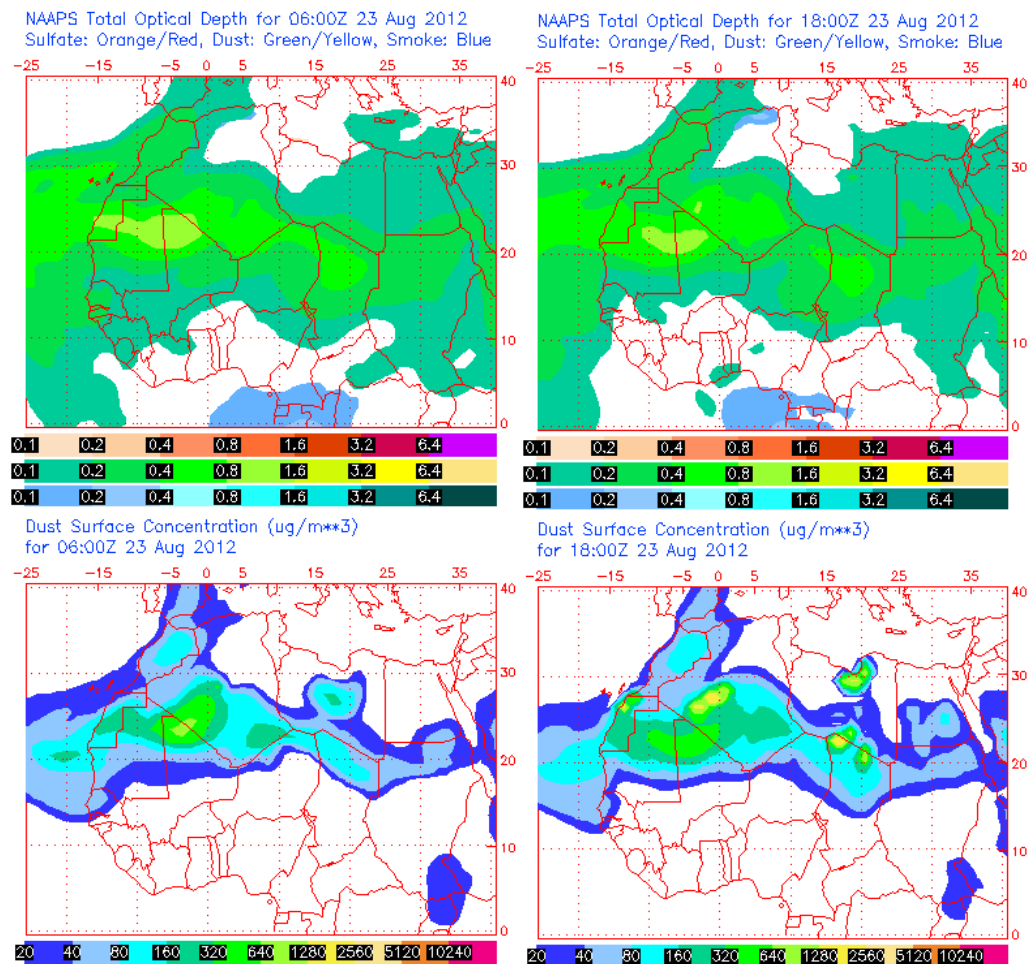 NAAPS Total Optical Depth for 06:00Z 23 Aug 2012
Sulfate: Orange/Red, Dust: Green/Yellow, Smoke: Blue
-25 -15 -5 0 5 15 25 35
40
30
20
10
0
0.1 0.2 0.4 0.8 1.6 3.2 6.4
0.1 0.2 0.4 0.8 1.6 3.2 6.4
0.1 0.2 0.4 0.8 1.6 3.2 6.4
NAAPS Total Optical Depth for 18:00Z 23 Aug 2012
Sulfate: Orange/Red, Dust: Green/Yellow, Smoke: Blue
-25 -15 -5 0 5 15 25 35
40
30
20
10
0
0.1 0.2 0.4 0.8 1.6 3.2 6.4
0.1 0.2 0.4 0.8 1.6 3.2 6.4
0.1 0.2 0.4 0.8 1.6 3.2 6.4
Dust Surface Concentration (ug/m**3)
for 06:00Z 23 Aug 2012
-25 -15 -5 0 5 15 25 35
40
30
20
10
0
20 40 80 160 320 640 1280 2560 5120 10240
Dust Surface Concentration (ug/m**3)
for 18:00Z 23 Aug 2012
-25 -15 -5 0 5 15 25 35
40
30
20
10
0
20 40 80 160 320 640 1280 2560 5120 10240